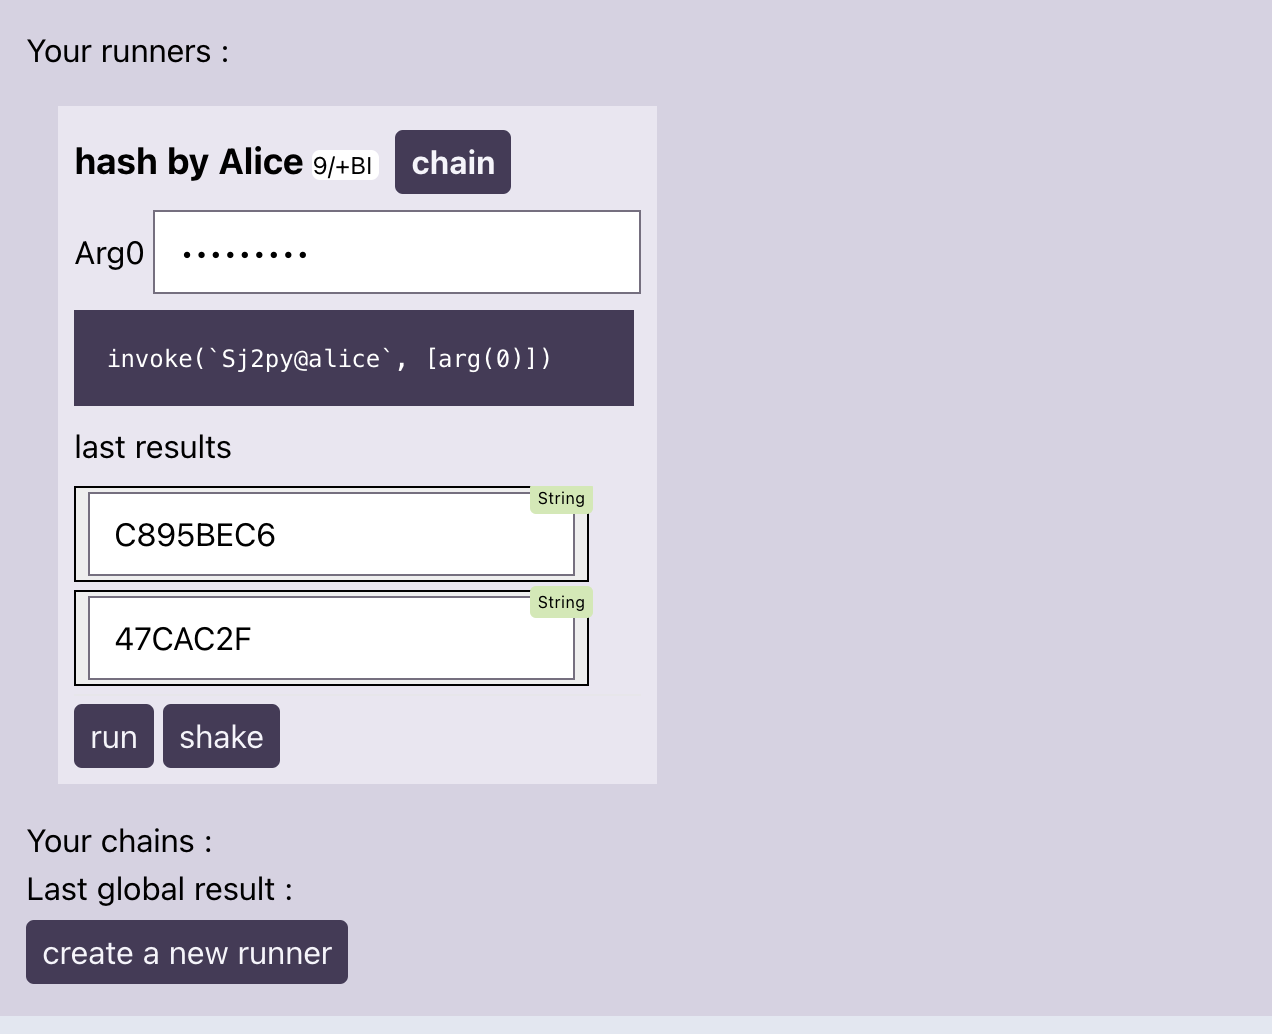 Your runners :
hash by Alice 9/+BI chain
Arg0 •••••••••
invoke(`Sj2py@alice`, [arg(0)])
last results
String
C895BEC6
String
47CAC2F
run shake
Your chains :
Last global result :
create a new runner